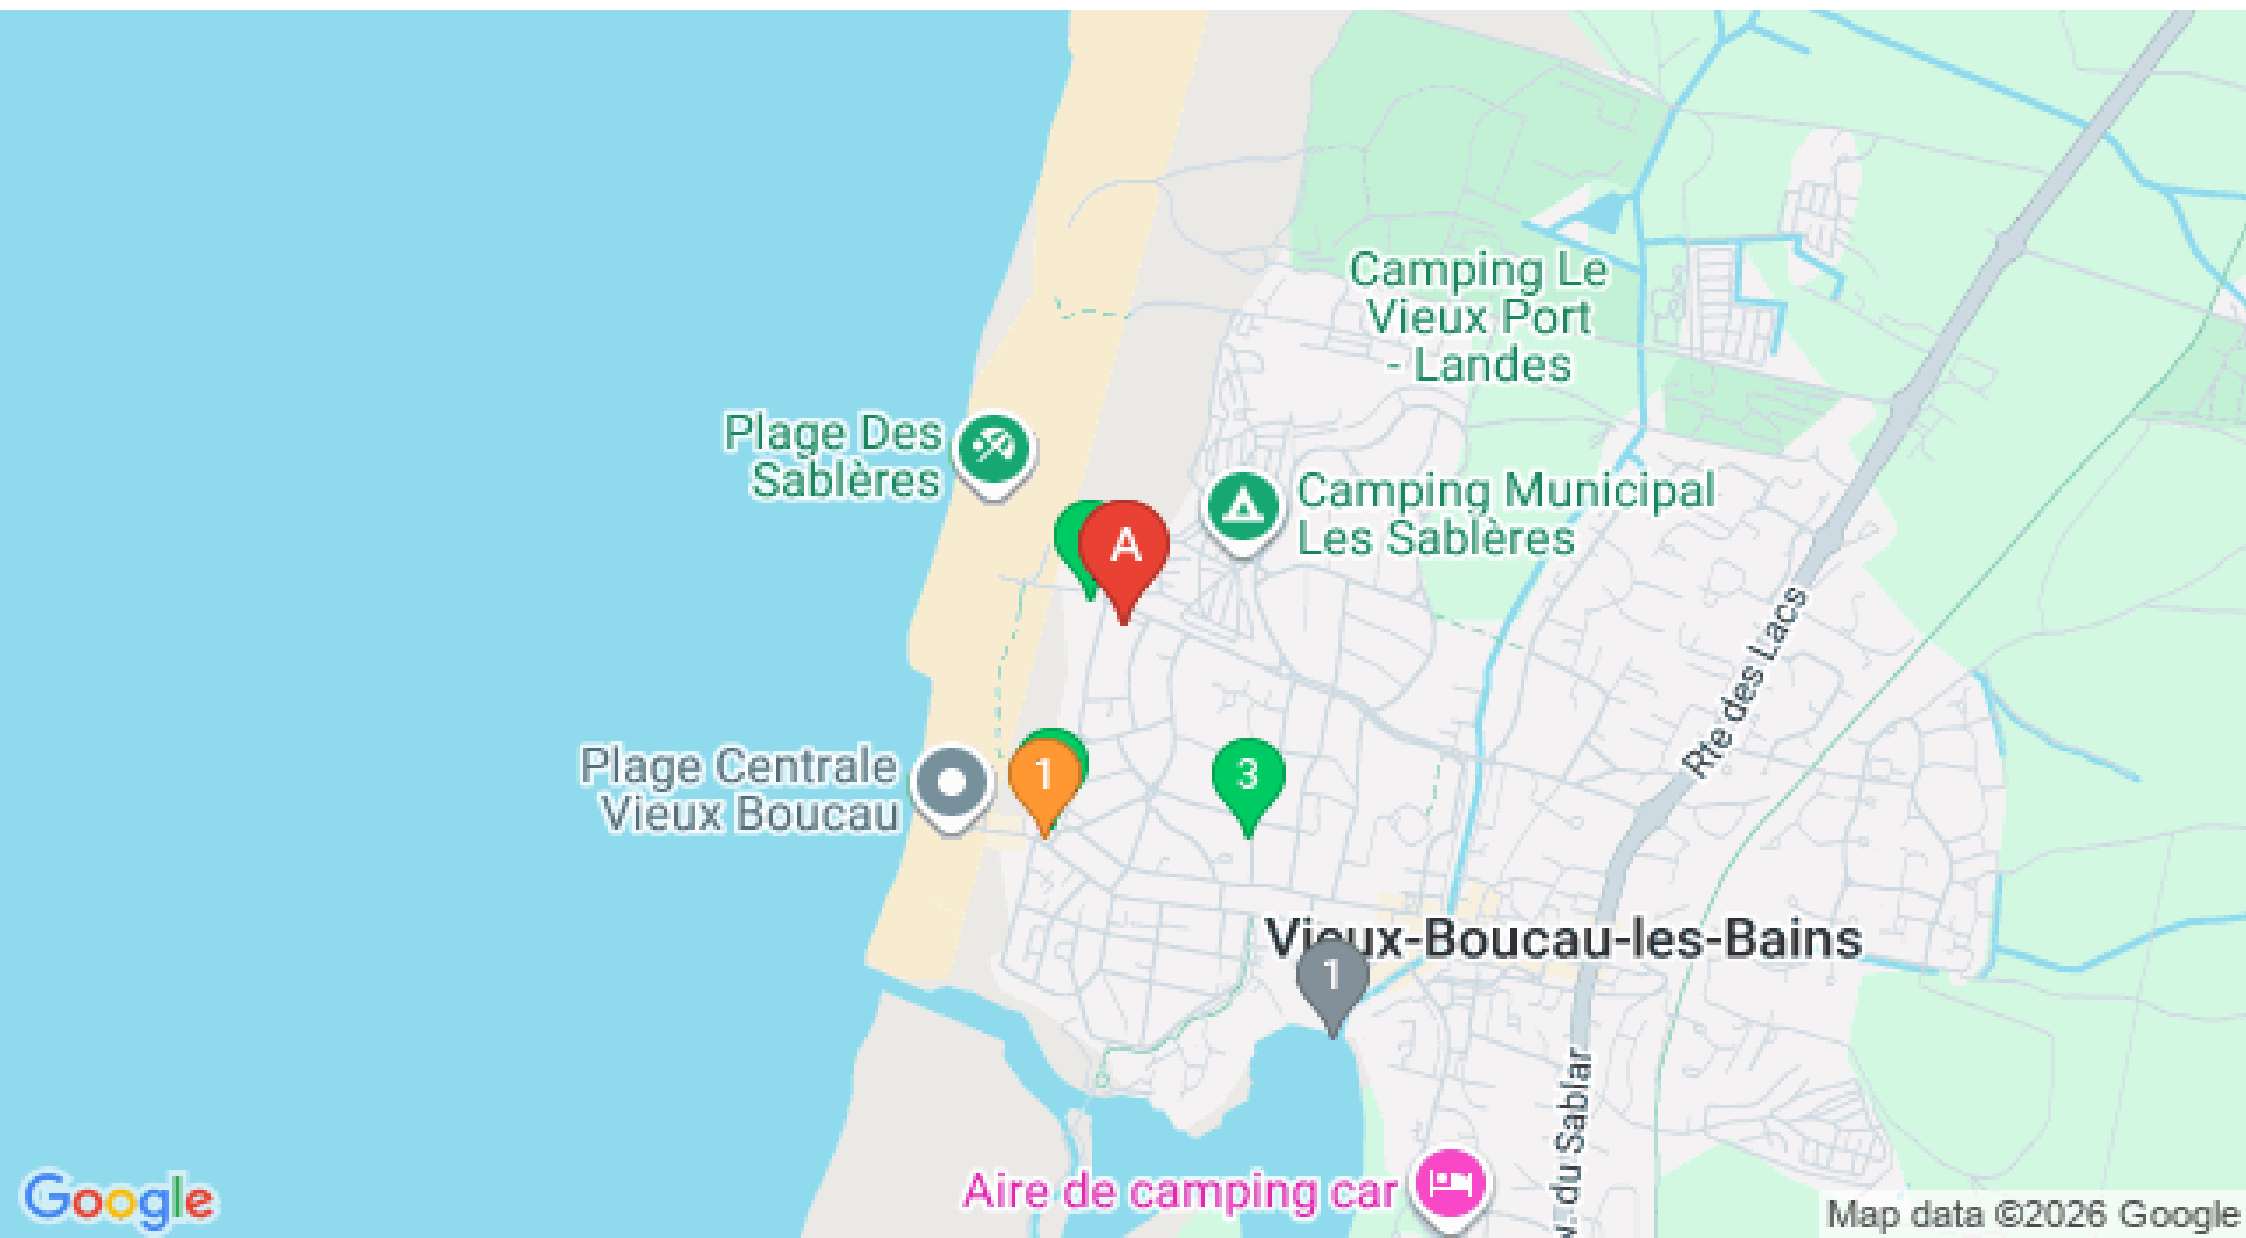 Camping Le
Vieux Port
- Landes
Plage Des
Sablères
Camping Municipal
Les Sablères
A
Rte des Lacs
Plage Centrale
Vieux Boucau
1
3
Vieux-Boucau-les-Bains
1
du Sablar
Aire de camping car
Google
Map data ©2026 Google